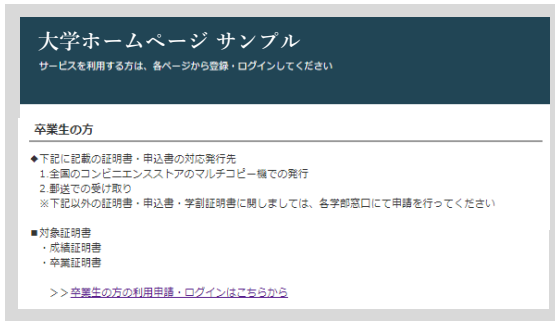 大学ホームページ サンプル
サービスを利用する方は、各ページから登録・ログインしてください
卒業生の方
◆下記に記載の証明書・申込書の対応発行先
1.全国のコンビニエンスストアのマルチコピー機での発行
2.郵送での受け取り
※下記以外の証明書・申込書・学割証明書に関しましては、各学部窓口にて申請を行ってください
■対象証明書
・成績証明書
・卒業証明書
>>卒業生の方の利用申請・ログインはこちらから